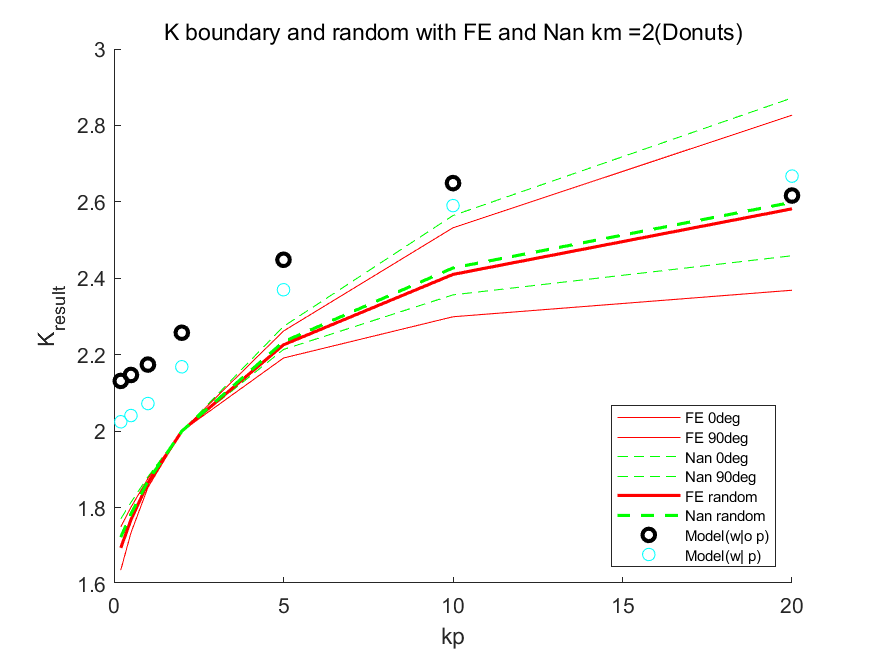 K boundary and random with FE and Nan km =2(Donuts)
3
2.8
2.6
2.4
2.2
2
1.8
1.6
K_result
0 5 10 15 20
kp
FE 0deg
FE 90deg
Nan 0deg
Nan 90deg
FE random
Nan random
Model(w|o p)
Model(w| p)